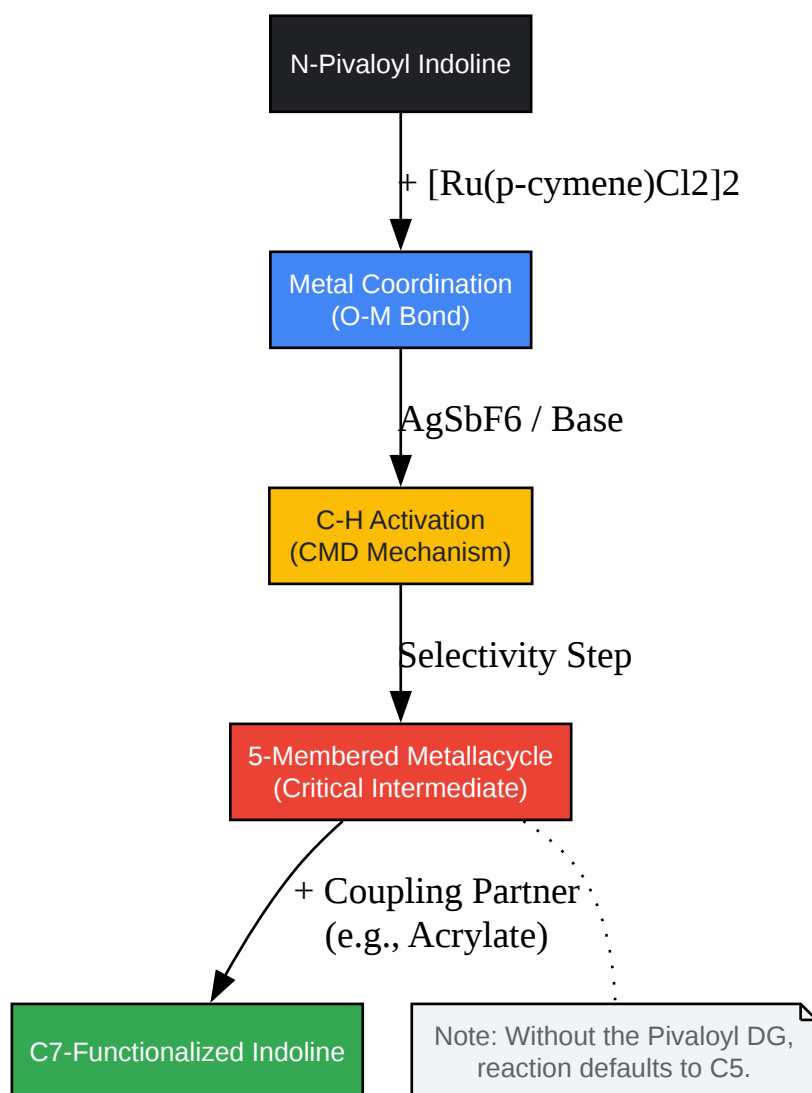 N-Pivaloyl Indoline
+ [Ru(p-cymene)Cl2]2
Metal Coordination
(O-M Bond)
AgSbF6 / Base
C-H Activation
(CMD Mechanism)
Selectivity Step
5-Membered Metallacycle
(Critical Intermediate)
+ Coupling Partner
(e.g., Acrylate)
C7-Functionalized Indoline
Note: Without the Pivaloyl DG,
reaction defaults to C5.